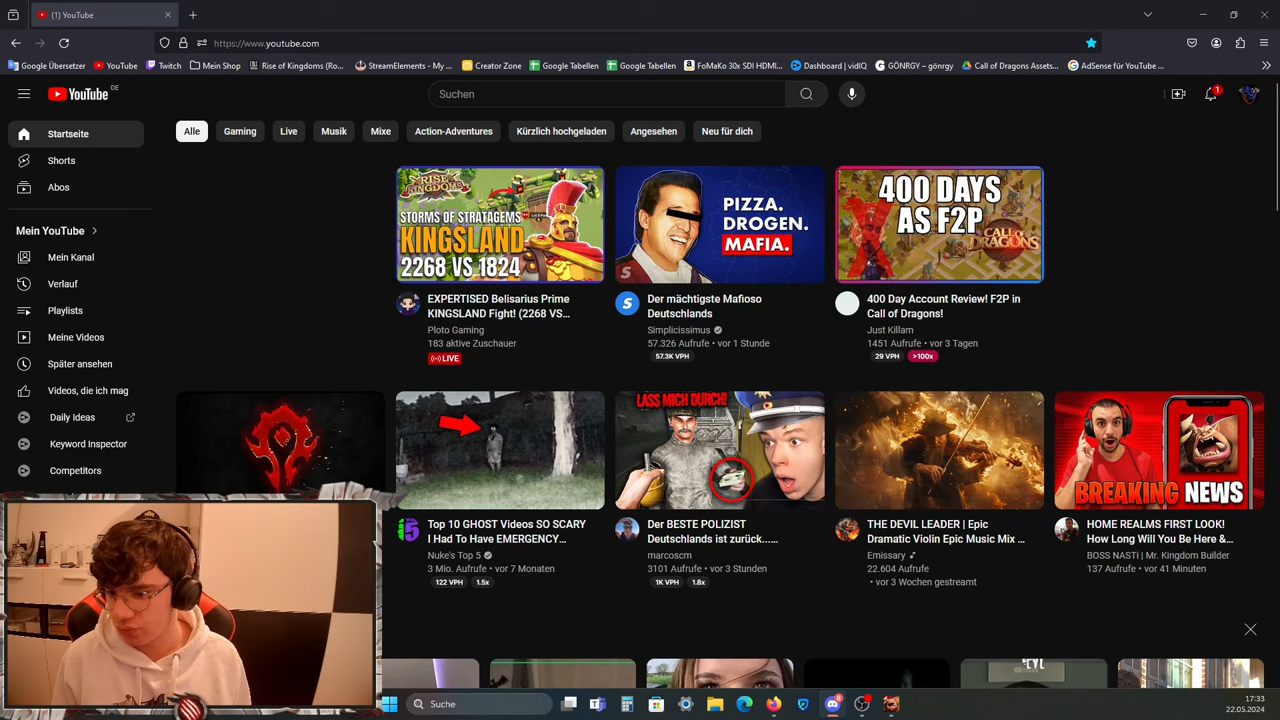 (1) YouTube
https://www.youtube.com
Google Übersetzer
YouTube
Twitch
Mein Shop
Rise of Kingdoms (Ro...
StreamElements - My ...
Creator Zone
Google Tabellen
Google Tabellen
FoMaKo 30x SDI HDMI...
Dashboard | vidIQ
GÖNRGY – gönrgy
Call of Dragons Assets...
AdSense für YouTube ...
YouTube DE
Suchen
1
Startseite
Shorts
Abos
Mein YouTube
Mein Kanal
Verlauf
Playlists
Meine Videos
Später ansehen
Videos, die ich mag
Daily Ideas
Keyword Inspector
Competitors
Alle
Gaming
Live
Musik
Mixe
Action-Adventures
Kürzlich hochgeladen
Angesehen
Neu für dich
RISE OF KINGDOMS
STORMS OF STRATAGEMS
KINGSLAND
2268 VS 1824
EXPERTISED Belisarius Prime
KINGSLAND Fight! (2268 VS...
Ploto Gaming
183 aktive Zuschauer
LIVE
PIZZA.
DROGEN.
MAFIA.
Der mächtigste Mafioso
Deutschlands
Simplicissimus
57.326 Aufrufe • vor 1 Stunde
57.3K VPH
400 DAYS
AS F2P
CALL OF
DRAGONS
400 Day Account Review! F2P in
Call of Dragons!
Just Killam
1451 Aufrufe • vor 3 Tagen
29 VPH >100x
Top 10 GHOST Videos SO SCARY
I Had To Have EMERGENCY...
Nuke's Top 5
3 Mio. Aufrufe • vor 7 Monaten
122 VPH 1.5x
LASS MICH DURCH!
Der BESTE POLIZIST
Deutschlands ist zurück.....
marcoscm
3101 Aufrufe • vor 3 Stunden
1K VPH 1.8x
THE DEVIL LEADER | Epic
Dramatic Violin Epic Music Mix ...
Emissary
22.604 Aufrufe
• vor 3 Wochen gestreamt
BREAKING NEWS
HOME REALMS FIRST LOOK!
How Long Will You Be Here &...
BOSS NASTi | Mr. Kingdom Builder
137 Aufrufe • vor 41 Minuten
Suche
17:33
22.05.2024